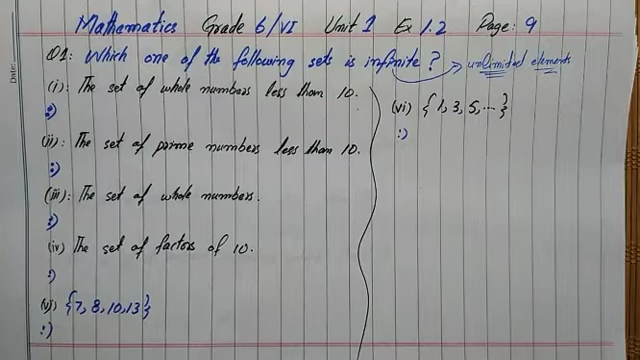 Date:
Mathematics Grade 6/VI Unit 1 Ex 1.2 Page: 9
Q1: Which one of the following sets is infinite? → unlimited elements
(i): The set of whole numbers less than 10.
:)
(ii): The set of prime numbers less than 10.
:)
(iii): The set of whole numbers.
:)
(iv) The set of factors of 10.
:)
(v) {7, 8, 10, 13}
:)
(vi) {1, 3, 5, ...}
:)